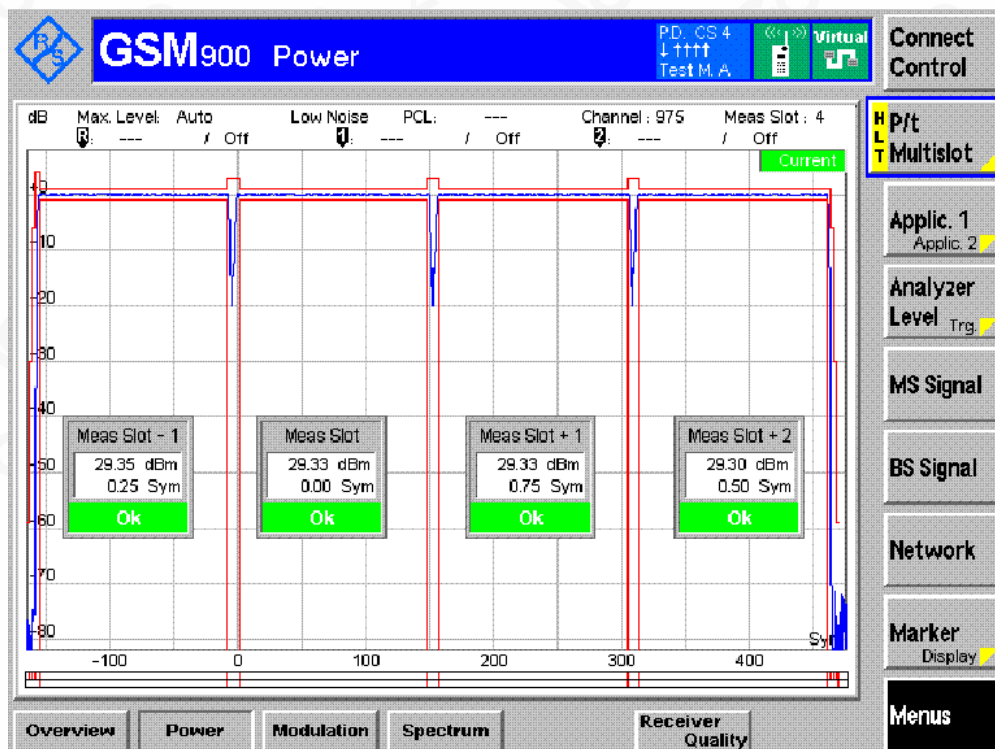 R/S
GSM900 Power
P.D. CS 4
↓ ↑↑↑↑
Test M. A
Virtual
Connect Control
dB Max. Level: Auto Low Noise PCL: --- Channel : 975 Meas Slot : 4
R: --- / Off 1: --- / Off 2: --- / Off
Current
HLT
P/t Multislot
+0
-10
-20
-30
-40
-50
-60
-70
-80
Meas Slot - 1
29.35 dBm
0.25 Sym
Ok
Meas Slot
29.33 dBm
0.00 Sym
Ok
Meas Slot + 1
29.33 dBm
0.75 Sym
Ok
Meas Slot + 2
29.30 dBm
0.50 Sym
Ok
-100 0 100 200 300 400
Applic. 1
Applic. 2
Analyzer
Level Trg.
MS Signal
BS Signal
Network
Marker
Display
Menus
Overview Power Modulation Spectrum Receiver Quality